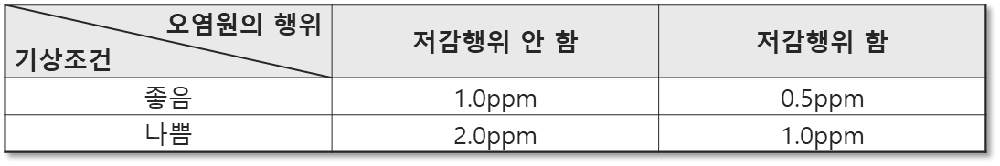 오염원의 행위
기상조건
저감행위 안 함
저감행위 함
좋음 1.0ppm 0.5ppm
나쁨 2.0ppm 1.0ppm